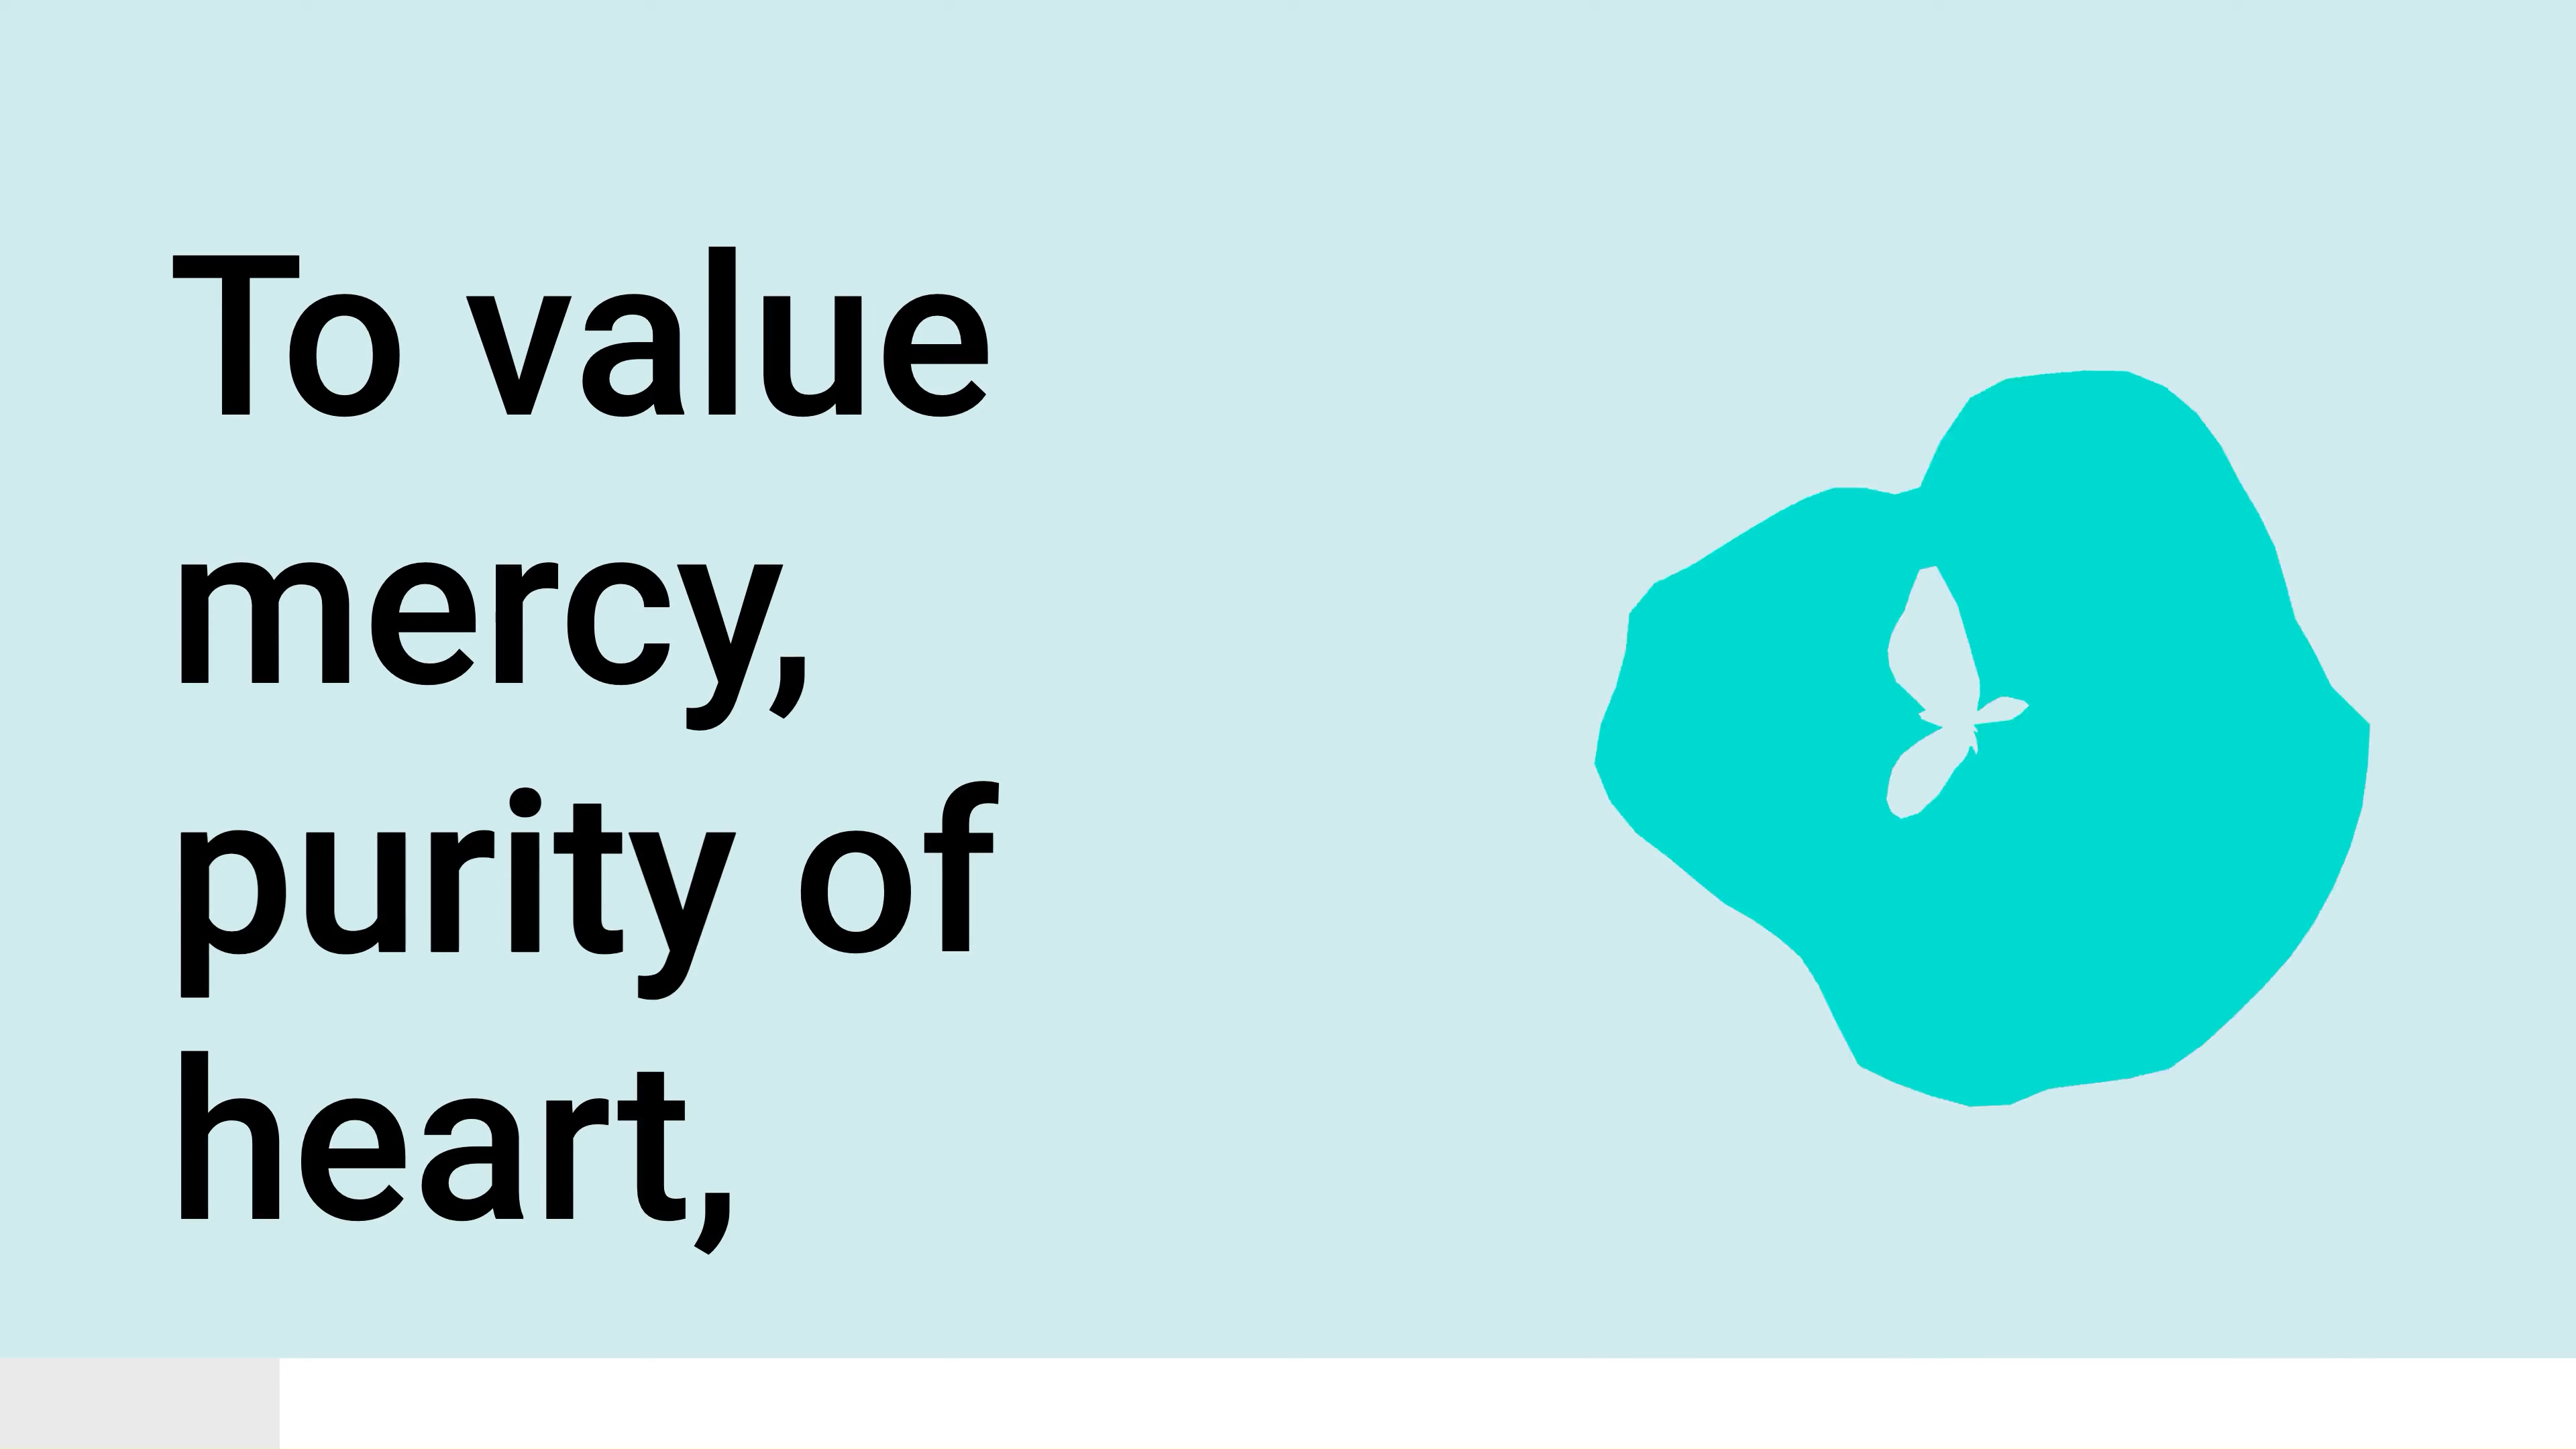 To value
mercy,
purity of
heart,